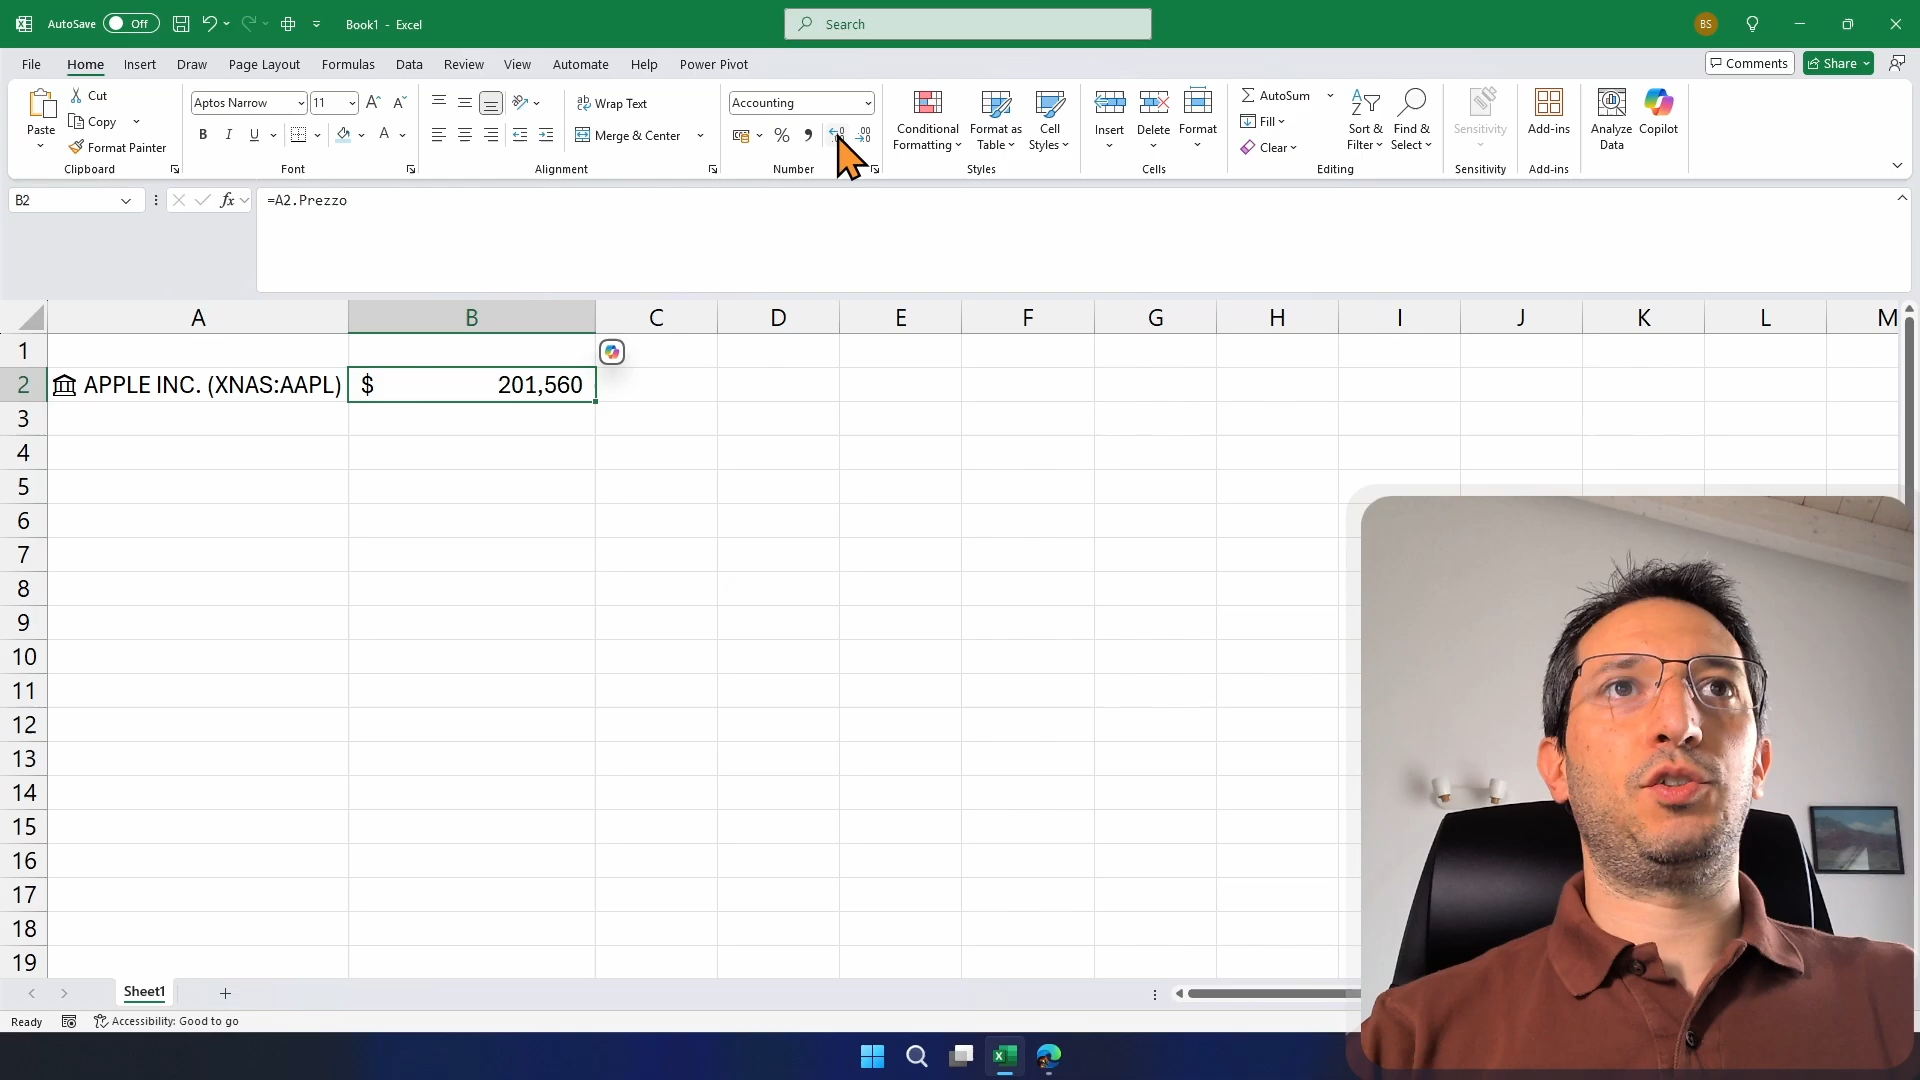 AutoSave Off Book1 - Excel Search BS
File Home Insert Draw Page Layout Formulas Data Review View Automate Help Power Pivot Comments Share
Paste
Cut
Copy
Format Painter
Clipboard
Aptos Narrow 11
B I U A
Font
ab Wrap Text
Merge & Center
Alignment
Accounting
%
Number
Conditional Formatting
Format as Table
Cell Styles
Styles
Insert
Delete
Format
Cells
AutoSum
Fill
Clear
Sort & Filter
Find & Select
Editing
Sensitivity
Sensitivity
Add-ins
Add-ins
Analyze Data
Copilot
B2 fx =A2.Prezzo
A B C D E F G H I J K L M
1
2 APPLE INC. (XNAS:AAPL) $ 201,560
3
4
5
6
7
8
9
10
11
12
13
14
15
16
17
18
19
Sheet1
Ready Accessibility: Good to go